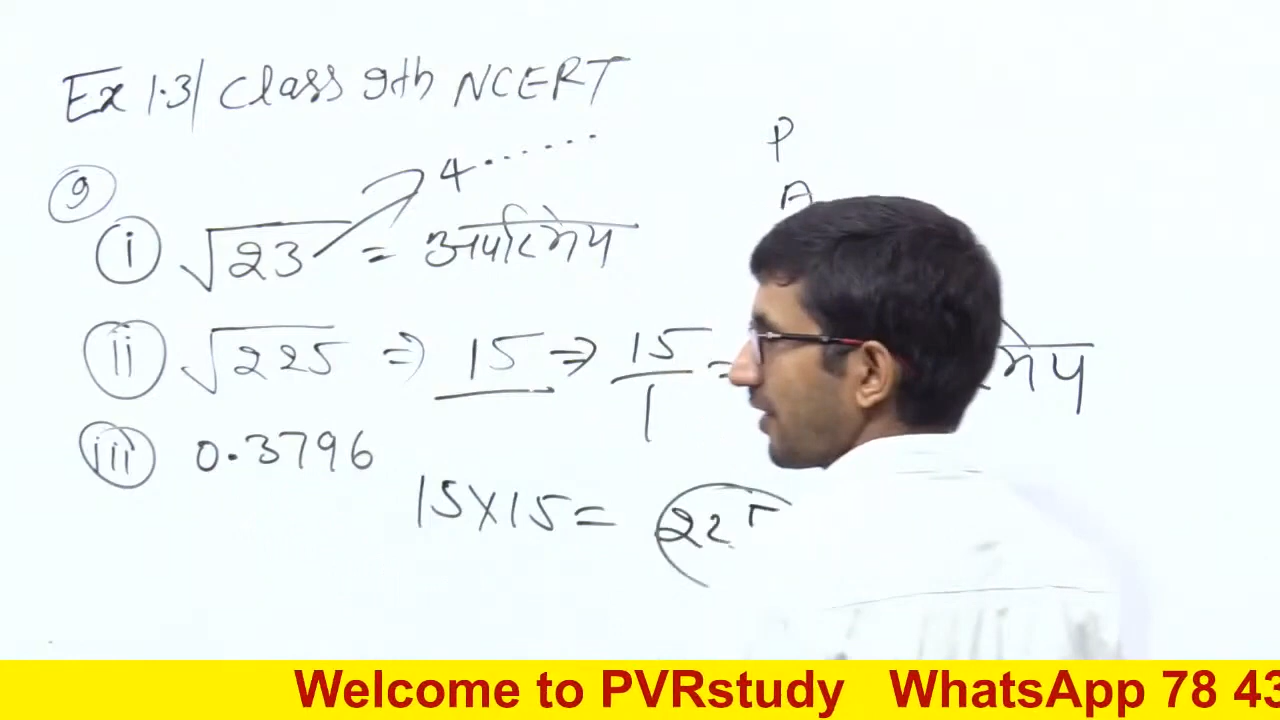 Ex 1.3| Class 9th NCERT
9
P
A
i √23 = अपरिमेय
4......
ii √225 ⇒ 15 ⇒ 15/1 =
iii 0.3796
15×15= 22
Welcome to PVRstudy WhatsApp 78 43